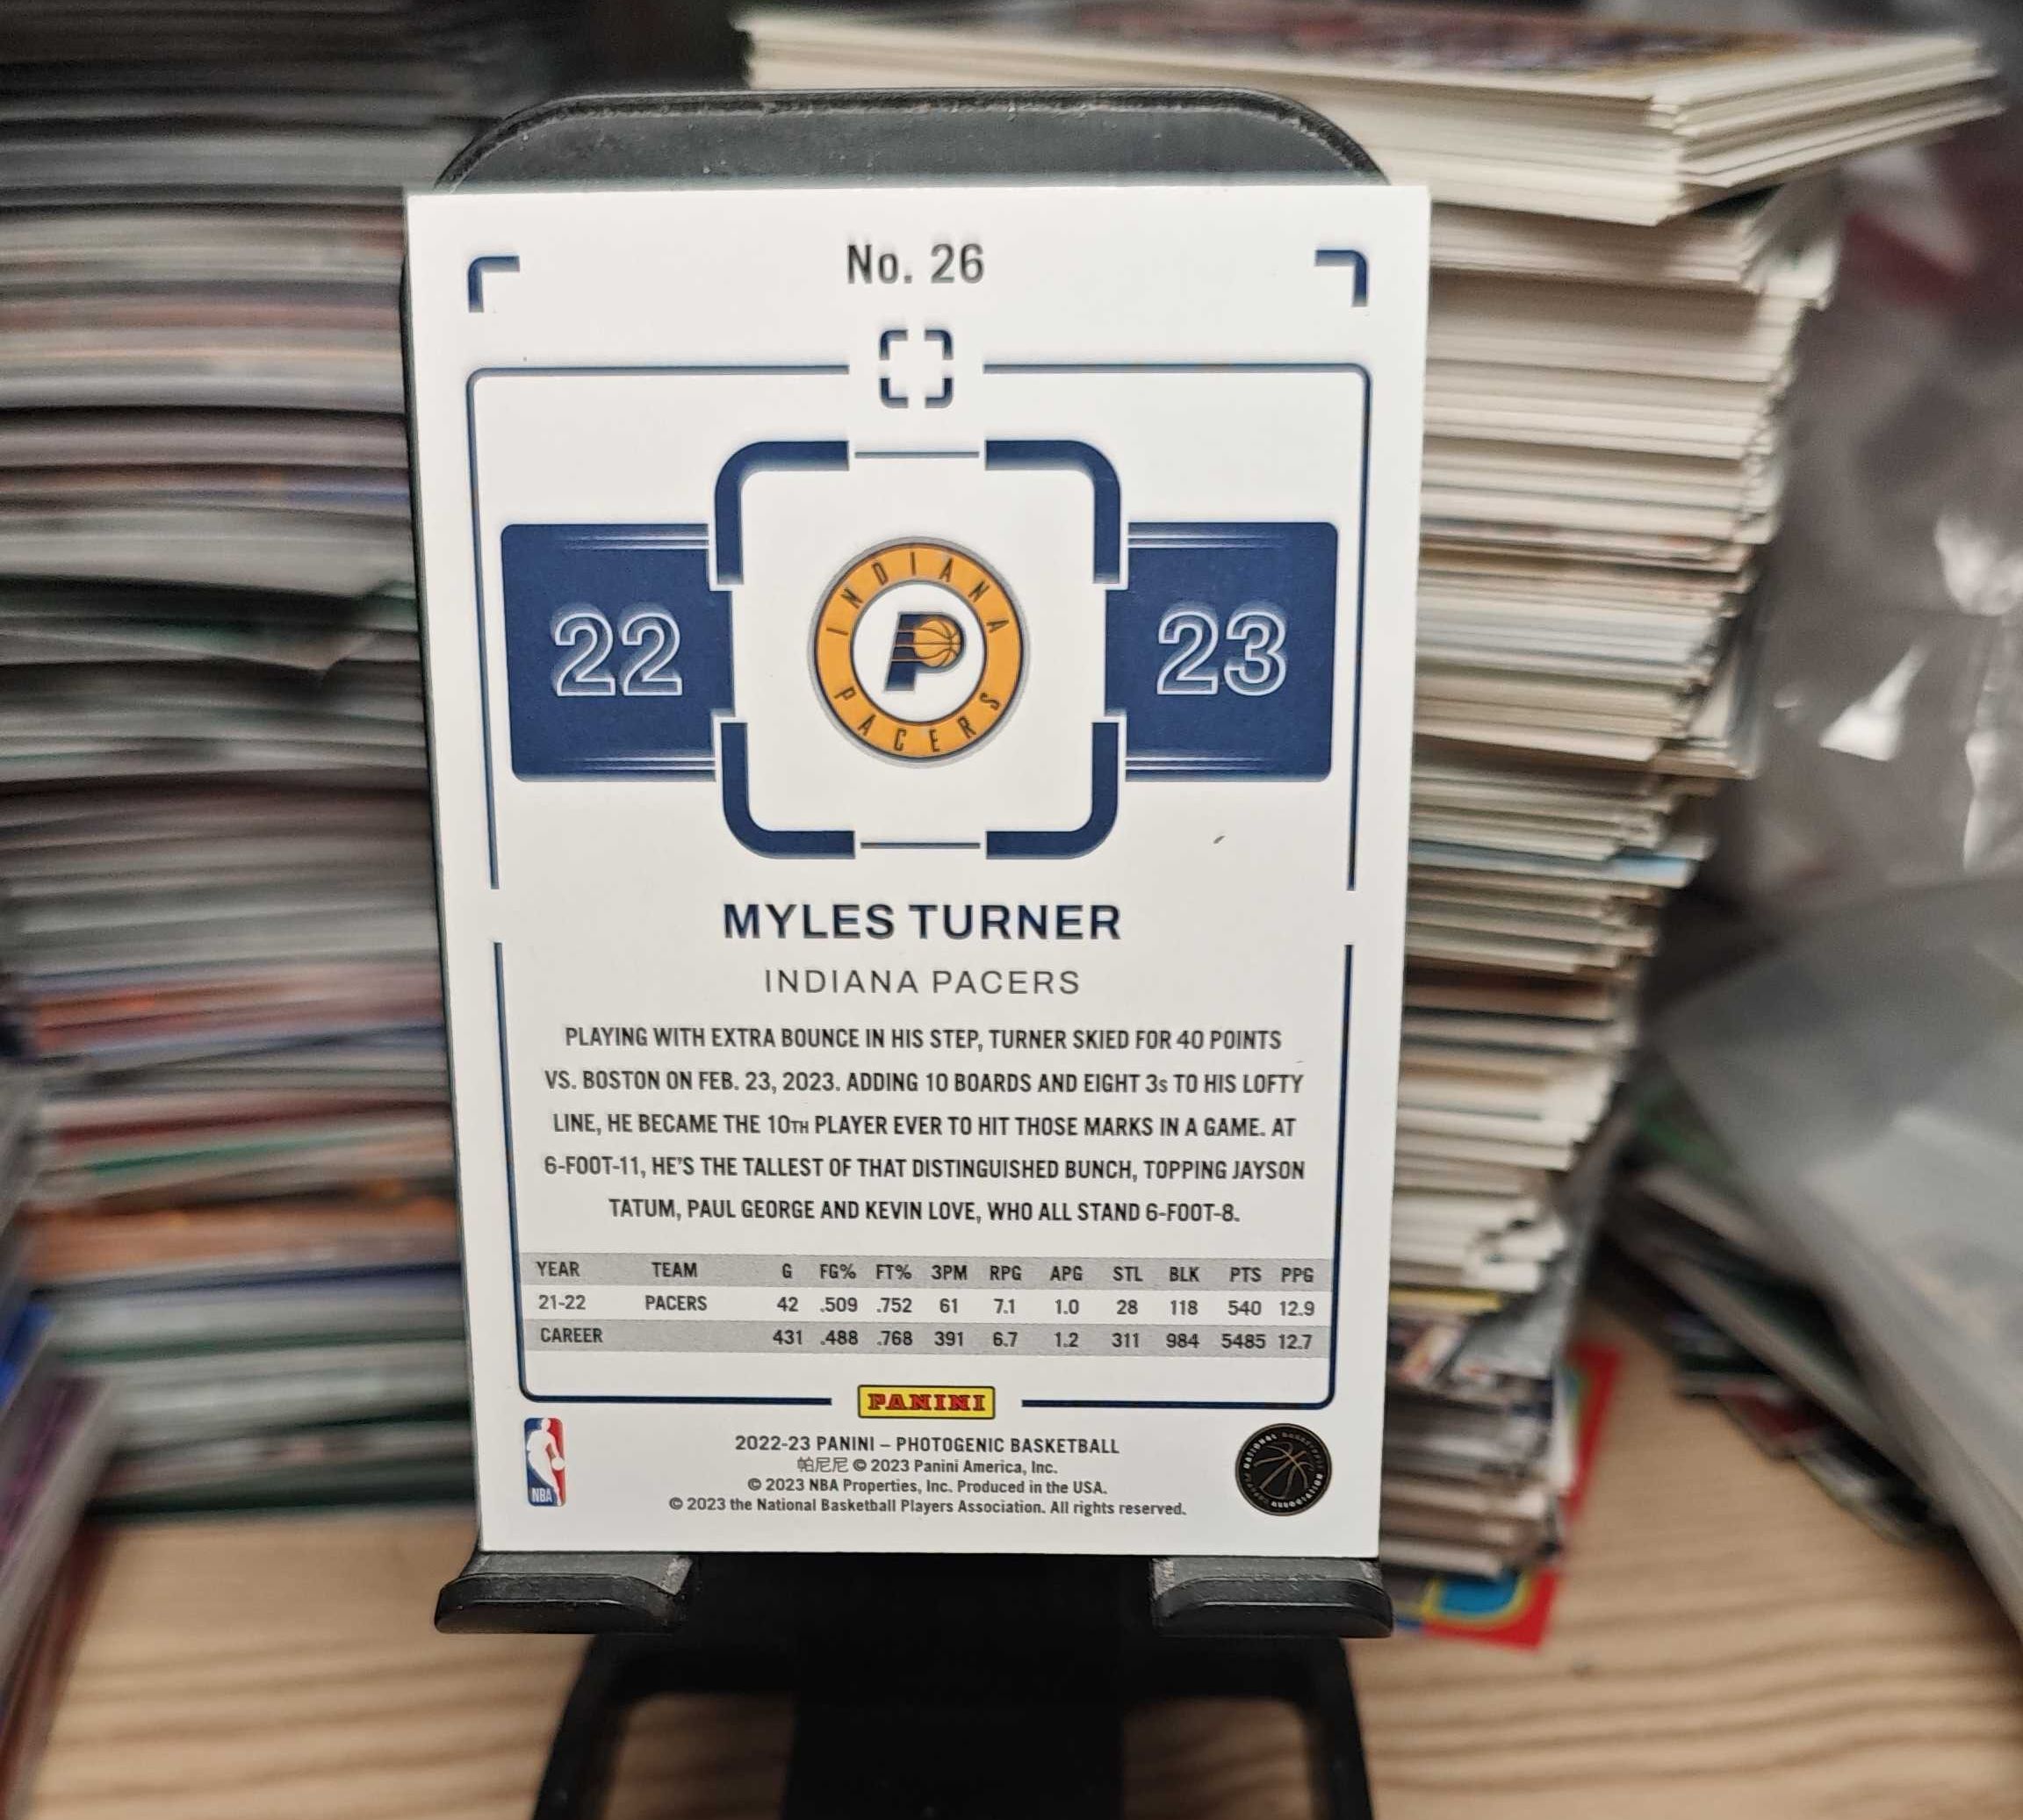 No. 26
22
INDIANA
P
PACERS
23
MYLES TURNER
INDIANA PACERS
PLAYING WITH EXTRA BOUNCE IN HIS STEP, TURNER SKIED FOR 40 POINTS
VS. BOSTON ON FEB. 23, 2023. ADDING 10 BOARDS AND EIGHT 3s TO HIS LOFTY
LINE, HE BECAME THE 10TH PLAYER EVER TO HIT THOSE MARKS IN A GAME. AT
6-FOOT-11, HE'S THE TALLEST OF THAT DISTINGUISHED BUNCH, TOPPING JAYSON
TATUM, PAUL GEORGE AND KEVIN LOVE, WHO ALL STAND 6-FOOT-8.
YEAR TEAM G FG% FT% 3PM RPG APG STL BLK PTS PPG
21-22 PACERS 42 .509 .752 61 7.1 1.0 28 118 540 12.9
CAREER 431 .488 .768 391 6.7 1.2 311 984 5485 12.7
PANINI
2022-23 PANINI – PHOTOGENIC BASKETBALL
帕尼尼 © 2023 Panini America, Inc.
© 2023 NBA Properties, Inc. Produced in the USA.
© 2023 the National Basketball Players Association. All rights reserved.
NBA
NATIONAL BASKETBALL PLAYERS ASSOCIATION